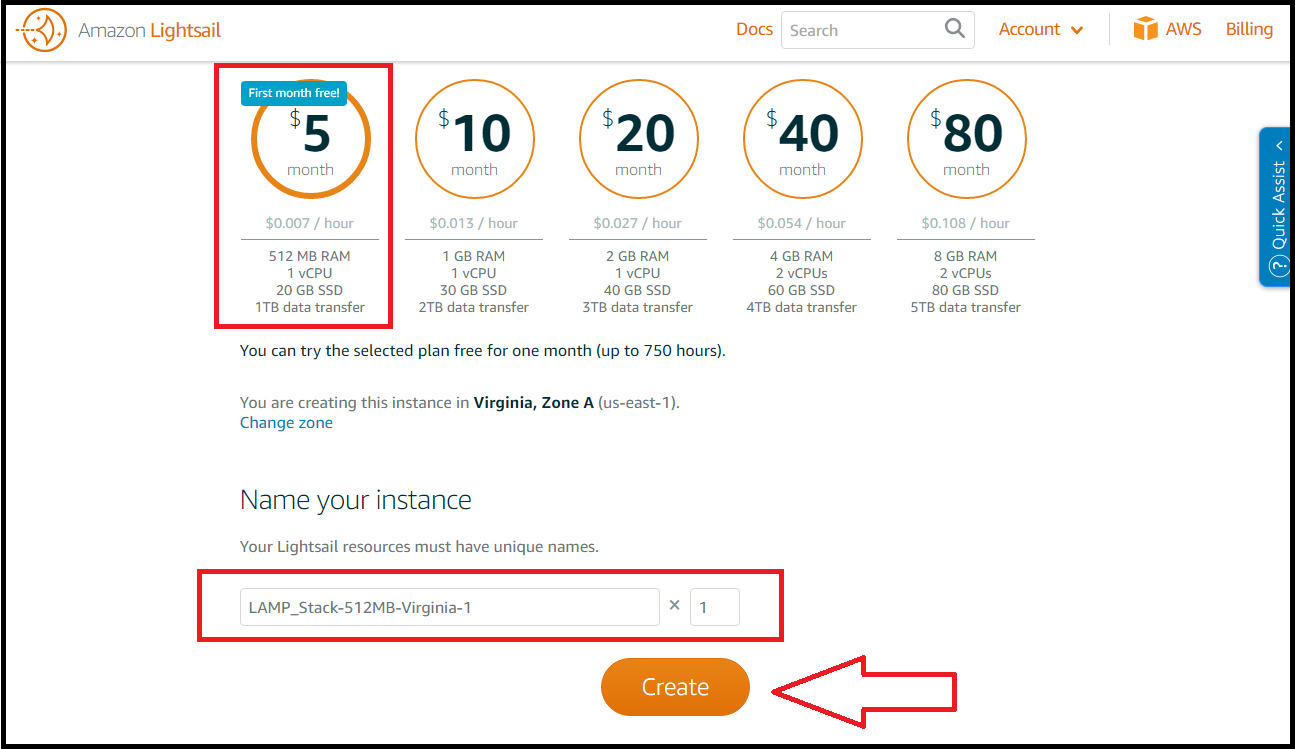 Amazon Lightsail
Docs
Search
Account
AWS
Billing
First month free!
$5
month
$0.007 / hour
512 MB RAM
1 vCPU
20 GB SSD
1TB data transfer
$10
month
$0.013 / hour
1 GB RAM
1 vCPU
30 GB SSD
2TB data transfer
$20
month
$0.027 / hour
2 GB RAM
1 vCPU
40 GB SSD
3TB data transfer
$40
month
$0.054 / hour
4 GB RAM
2 vCPUs
60 GB SSD
4TB data transfer
$80
month
$0.108 / hour
8 GB RAM
2 vCPUs
80 GB SSD
5TB data transfer
? Quick Assist
You can try the selected plan free for one month (up to 750 hours).
You are creating this instance in Virginia, Zone A (us-east-1).
Change zone
Name your instance
Your Lightsail resources must have unique names.
LAMP_Stack-512MB-Virginia-1 × 1
Create